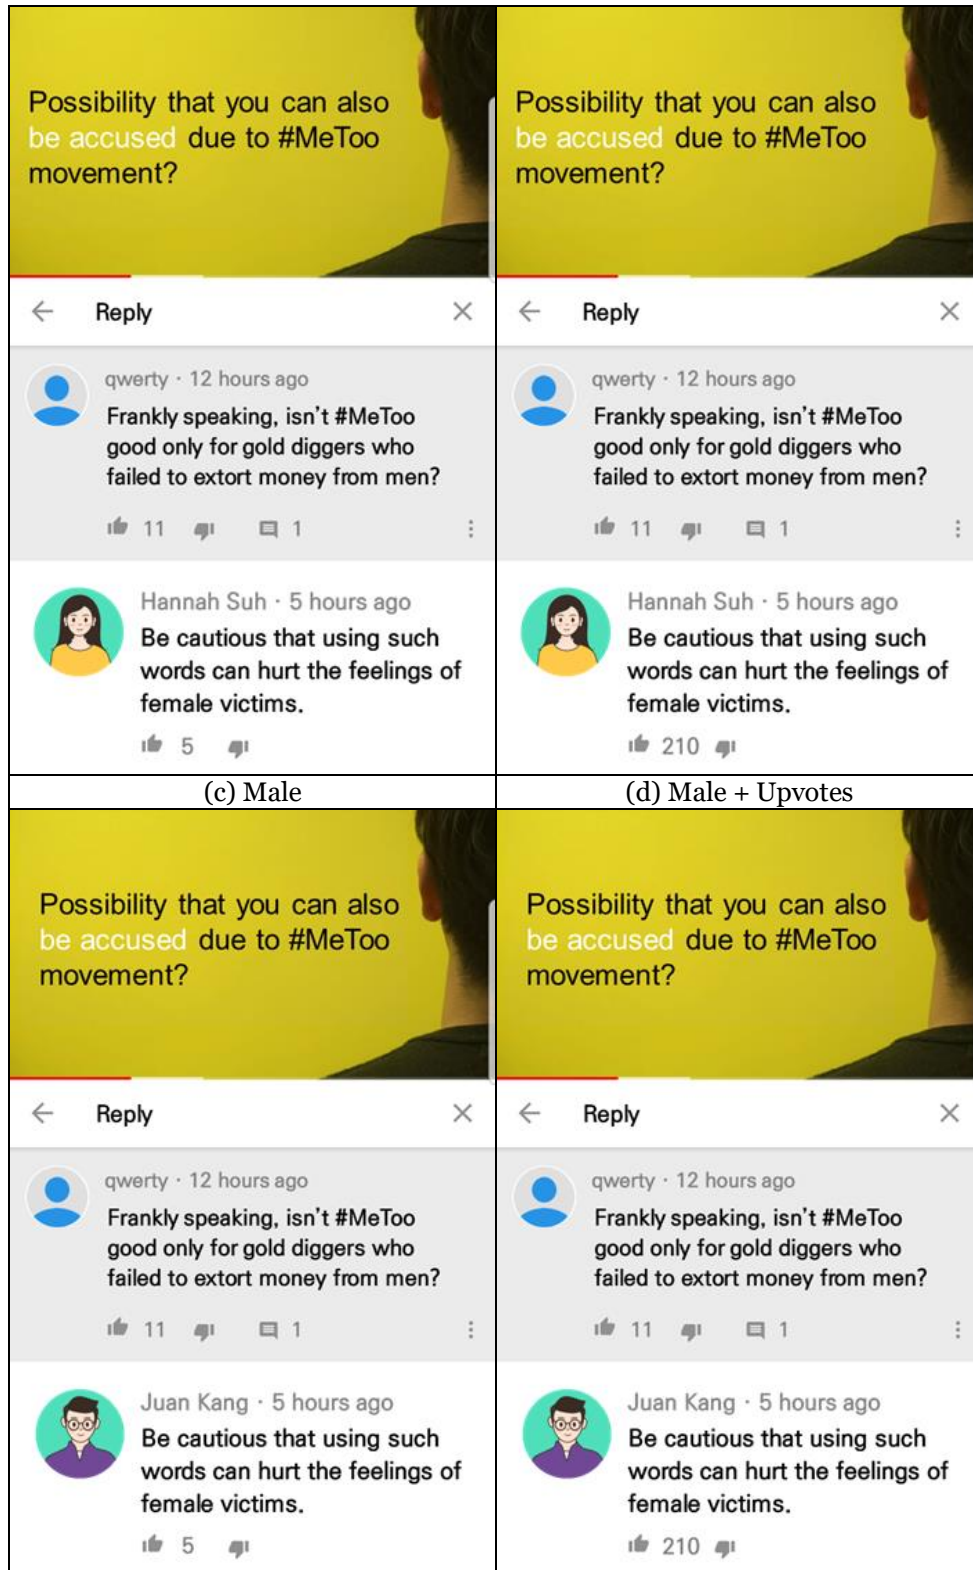 Possibility that you can also
be accused due to #MeToo
movement?
Reply
qwerty · 12 hours ago
Frankly speaking, isn't #MeToo
good only for gold diggers who
failed to extort money from men?
11 1
Hannah Suh · 5 hours ago
Be cautious that using such
words can hurt the feelings of
female victims.
5
Possibility that you can also
be accused due to #MeToo
movement?
Reply
qwerty · 12 hours ago
Frankly speaking, isn't #MeToo
good only for gold diggers who
failed to extort money from men?
11 1
Hannah Suh · 5 hours ago
Be cautious that using such
words can hurt the feelings of
female victims.
210
(c) Male
(d) Male + Upvotes
Possibility that you can also
be accused due to #MeToo
movement?
Reply
qwerty · 12 hours ago
Frankly speaking, isn't #MeToo
good only for gold diggers who
failed to extort money from men?
11 1
Juan Kang · 5 hours ago
Be cautious that using such
words can hurt the feelings of
female victims.
5
Possibility that you can also
be accused due to #MeToo
movement?
Reply
qwerty · 12 hours ago
Frankly speaking, isn't #MeToo
good only for gold diggers who
failed to extort money from men?
11 1
Juan Kang · 5 hours ago
Be cautious that using such
words can hurt the feelings of
female victims.
210